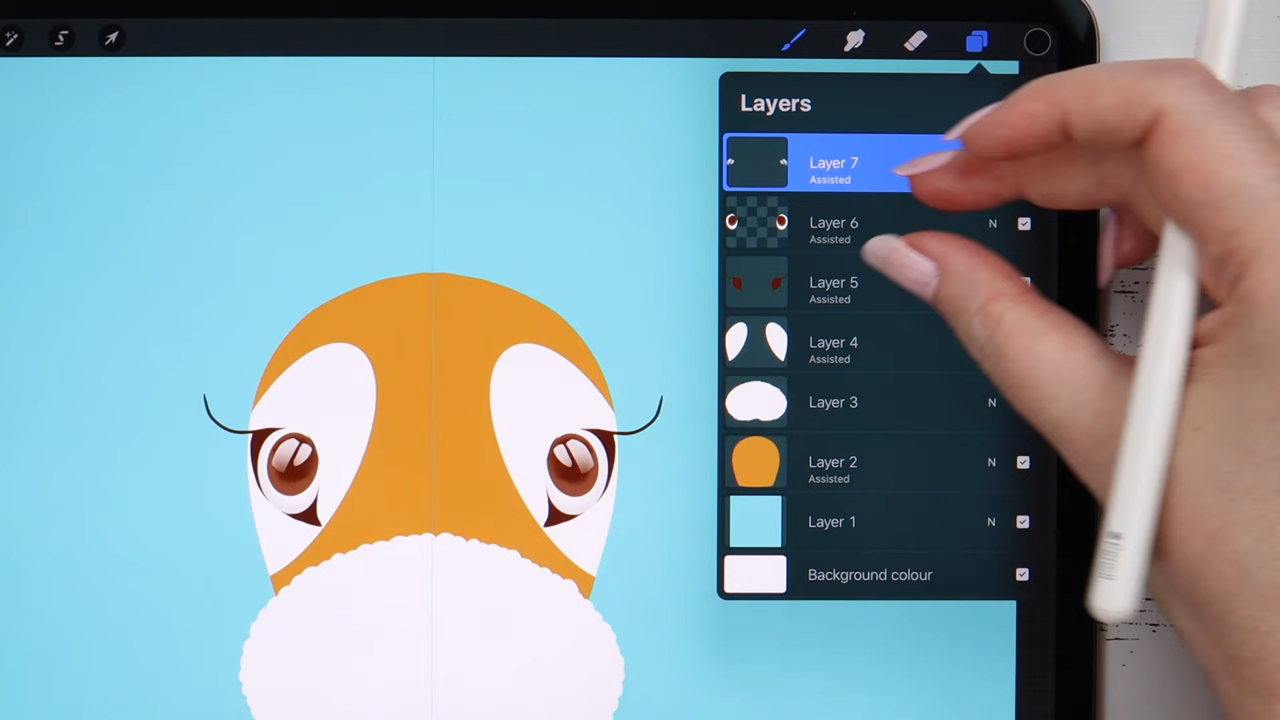 Layers
Layer 7
Assisted
Layer 6
N
Assisted
Layer 5
Assisted
Layer 4
Assisted
Layer 3
N
Layer 2
N
Assisted
Layer 1
N
Background colour